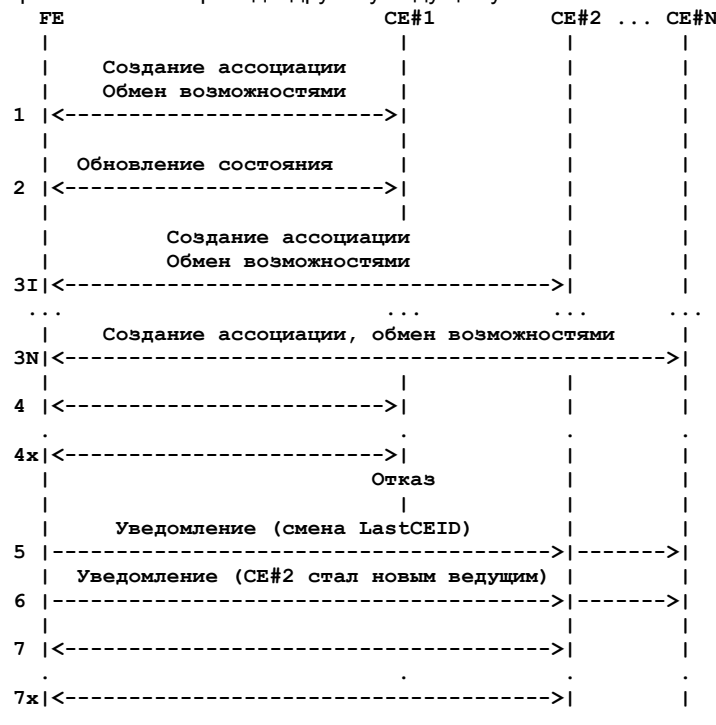 FE CE#1 CE#2 ... CE#N
Создание ассоциации
Обмен возможностями
1 |<--------------------------->|
Обновление состояния
2 |<--------------------------->|
Создание ассоциации
Обмен возможностями
3I|<----------------------------------------->|
... ... ... ...
Создание ассоциации, обмен возможностями
3N|<--------------------------------------------------->|
4 |<--------------------------->|
. . . .
4x|<--------------------------->|
Отказ
Уведомление (смена LastCEID)
5 |------------------------------------------>|------->|
Уведомление (CE#2 стал новым ведущим)
6 |------------------------------------------>|------->|
7 |<----------------------------------------->|
. . . .
7x|<----------------------------------------->|